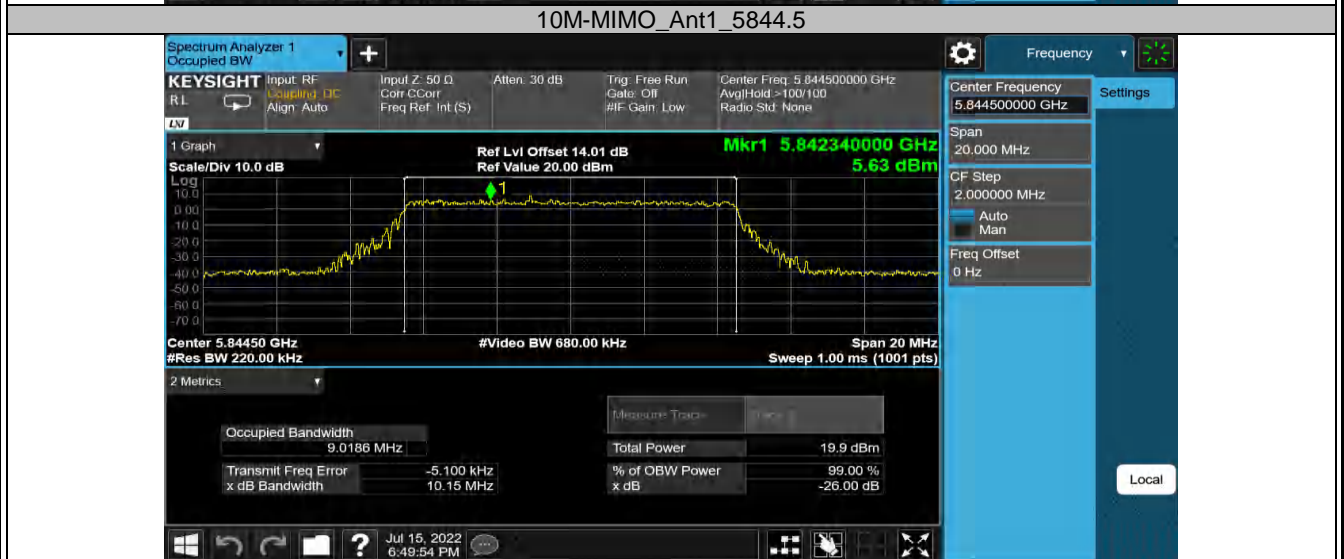 10M-MIMO_Ant1_5844.5
Spectrum Analyzer 1
Occupied BW
+
Frequency
KEYSIGHT
RL
LXI
Input: RF
Coupling: DC
Align: Auto
Input Z: 50 Ω
Corr CCorr
Freq Ref: Int (S)
Atten: 30 dB
Trig: Free Run
Gate: Off
#IF Gain: Low
Center Freq: 5.844500000 GHz
Avg|Hold:>100/100
Radio Std: None
Center Frequency
5.844500000 GHz
Settings
Span
20.000 MHz
CF Step
2.000000 MHz
Auto
Man
Freq Offset
0 Hz
1 Graph
Scale/Div 10.0 dB
Ref Lvl Offset 14.01 dB
Ref Value 20.00 dBm
Mkr1 5.842340000 GHz
5.63 dBm
Log
10.0
0.00
-10.0
-20.0
-30.0
-40.0
-50.0
-60.0
-70.0
1
Center 5.84450 GHz
#Res BW 220.00 kHz
#Video BW 680.00 kHz
Span 20 MHz
Sweep 1.00 ms (1001 pts)
2 Metrics
Measure Trace
Occupied Bandwidth
9.0186 MHz
Total Power 19.9 dBm
Transmit Freq Error -5.100 kHz
% of OBW Power 99.00 %
x dB Bandwidth 10.15 MHz
x dB -26.00 dB
Local
?
Jul 15, 2022
6:49:54 PM